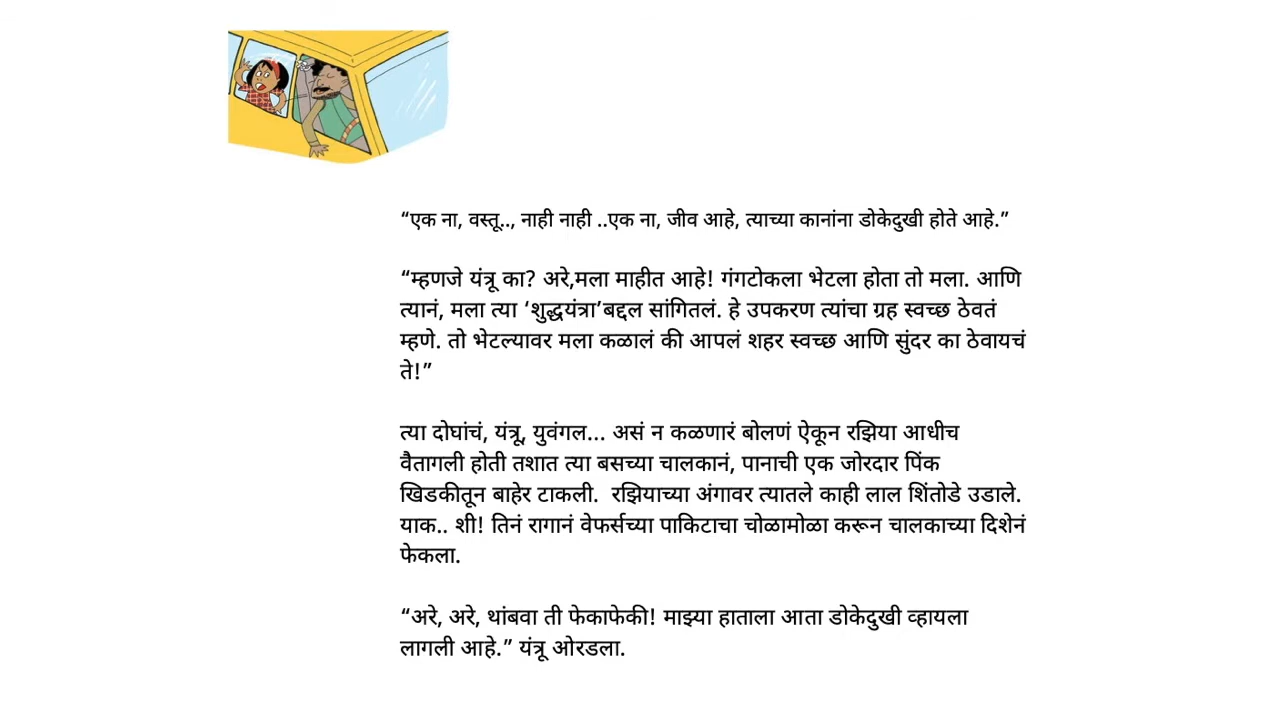 “एक ना, वस्तू.., नाही नाही ..एक ना, जीव आहे, त्याच्या कानांना डोकेदुखी होते आहे.”
“म्हणजे यंत्रू का? अरे,मला माहीत आहे! गंगटोकला भेटला होता तो मला. आणि
त्यानं, मला त्या ‘शुद्धयंत्रा’बद्दल सांगितलं. हे उपकरण त्यांचा ग्रह स्वच्छ ठेवतं
म्हणे. तो भेटल्यावर मला कळालं की आपलं शहर स्वच्छ आणि सुंदर का ठेवायचं
ते!”
त्या दोघांचं, यंत्रू, युवंगल... असं न कळणारं बोलणं ऐकून रझिया आधीच
वैतागली होती तशात त्या बसच्या चालकानं, पानाची एक जोरदार पिंक
खिडकीतून बाहेर टाकली.  रझियाच्या अंगावर त्यातले काही लाल शिंतोडे उडाले.
याक.. शी! तिनं रागानं वेफर्सच्या पाकिटाचा चोळामोळा करून चालकाच्या दिशेनं
फेकला.
“अरे, अरे, थांबवा ती फेकाफेकी! माझ्या हाताला आता डोकेदुखी व्हायला
लागली आहे.” यंत्रू ओरडला.